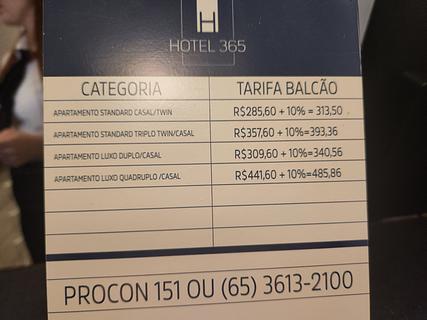 H
HOTEL 365
CATEGORIA TARIFA BALCÃO
APARTAMENTO STANDARD CASAL/TWIN R$285,60 + 10% = 313,50
APARTAMENTO STANDARD TRIPLO TWIN/CASAL R$357,60 + 10%=393,36
APARTAMENTO LUXO DUPLO/CASAL R$309,60 + 10%=340,56
APARTAMENTO LUXO QUADRUPLO /CASAL R$441,60 + 10%=485,86
PROCON 151 OU (65) 3613-2100